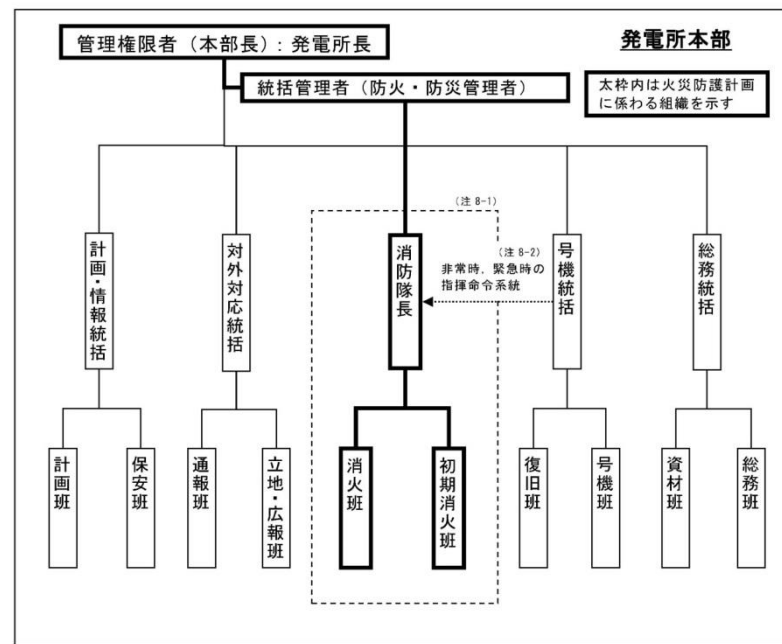 管理権限者（本部長）：発電所長
発電所本部
統括管理者（防火・防災管理者）
太枠内は火災防護計画
に係わる組織を示す
（注 8-1）
計画・情報統括
対外対応統括
消防隊長
（注 8-2）
非常時、緊急時の
指揮命令系統
号機統括
総務統括
計画班
保安班
通報班
立地・広報班
消火班
初期消火班
復旧班
号機班
資材班
総務班